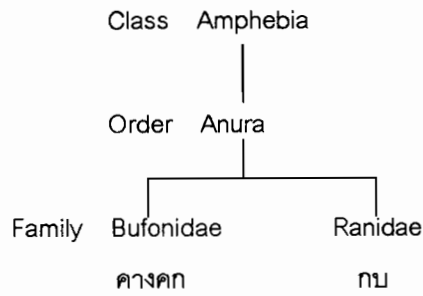 Class Amphebia
Order Anura
Family Bufonidae Ranidae
คางคก กบ